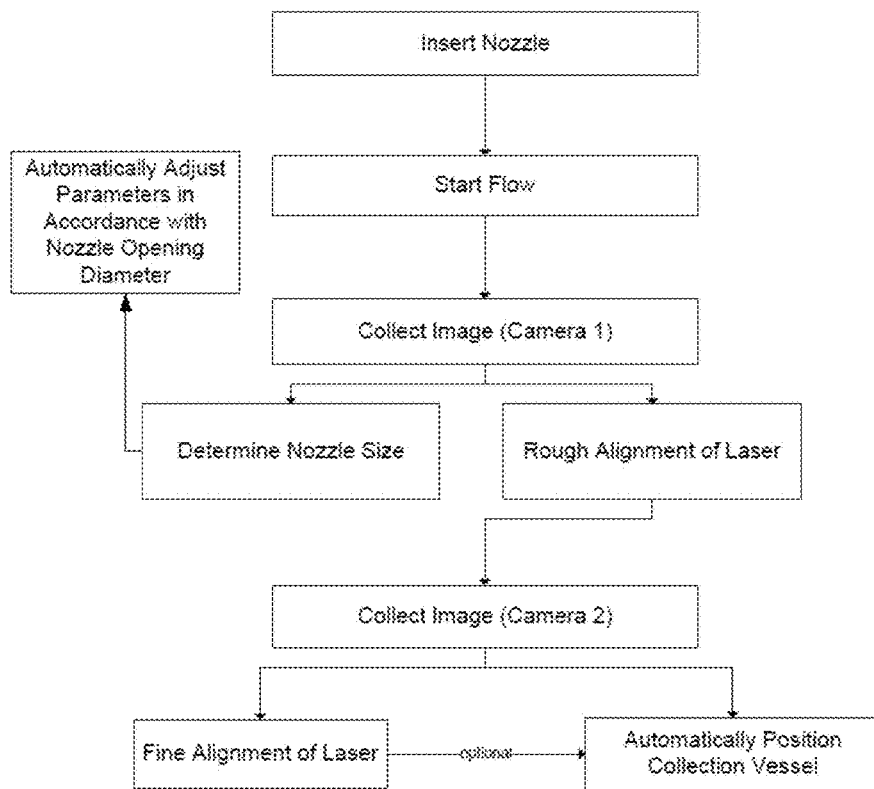 Insert Nozzle
Automatically Adjust
Parameters in
Accordance with
Nozzle Opening
Diameter
Start Flow
Collect Image (Camera 1)
Determine Nozzle Size
Rough Alignment of Laser
Collect Image (Camera 2)
Fine Alignment of Laser
optional
Automatically Position
Collection Vessel